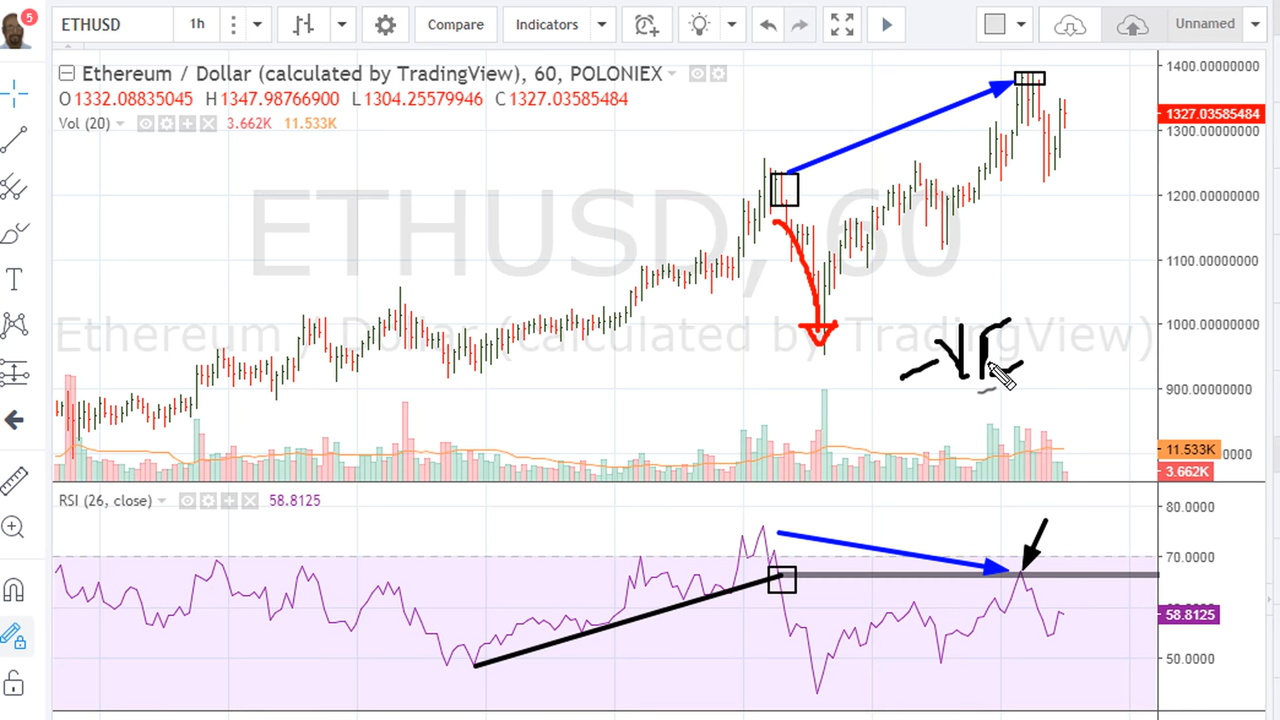 5
ETHUSD
1h
Compare
Indicators
Unnamed
Ethereum / Dollar (calculated by TradingView), 60, POLONIEX
O1332.08835045 H1347.98766900 L1304.25579946 C1327.03585484
Vol (20) 3.662K 11.533K
ETHUSD, 60
Ethereum / Dollar (calculated by TradingView)
1400.00000000
1327.03585484
1300.00000000
1200.00000000
1100.00000000
1000.00000000
900.00000000
11.533K
3.662K
RSI (26, close) 58.8125
80.0000
70.0000
58.8125
50.0000